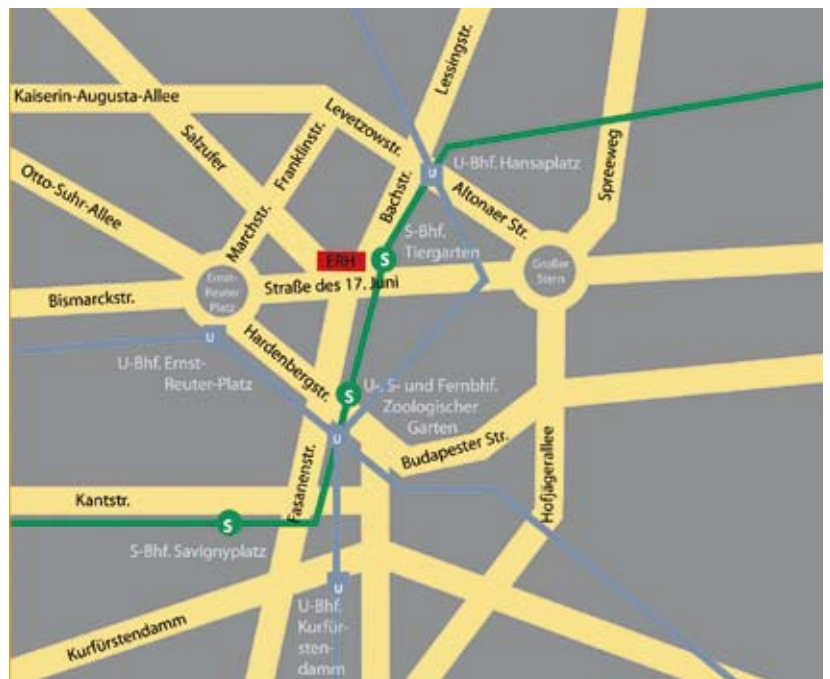 Lessingstr.
Kaiserin-Augusta-Allee
Levetzowstr.
Salzufer
Franklinstr.
Spreeweg
U-Bhf. Hansaplatz
U
Otto-Suhr-Allee
Bachstr.
Altonaer Str.
Marchstr.
S-Bhf.
Tiergarten
ERH
S
Ernst-
Reuter
Platz
Großer
Stern
Straße des 17. Juni
Bismarckstr.
U
Hardenbergstr.
U-Bhf. Ernst-
Reuter-Platz
U-, S- und Fernbhf.
Zoologischer
Garten
S
U
Budapester Str.
Hofjägerallee
Fasanenstr.
Kantstr.
S
S-Bhf. Savignyplatz
U
U-Bhf.
Kurfür-
sten-
damm
Kurfürstendamm